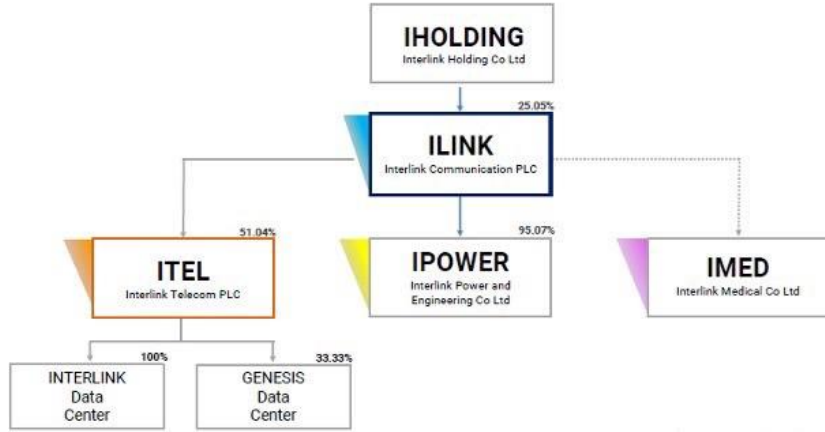 IHOLDING
Interlink Holding Co Ltd
25.05%
ILINK
Interlink Communication PLC
51.04%
ITEL
Interlink Telecom PLC
95.07%
IPOWER
Interlink Power and
Engineering Co Ltd
IMED
Interlink Medical Co Ltd
100%
INTERLINK
Data
Center
33.33%
GENESIS
Data
Center